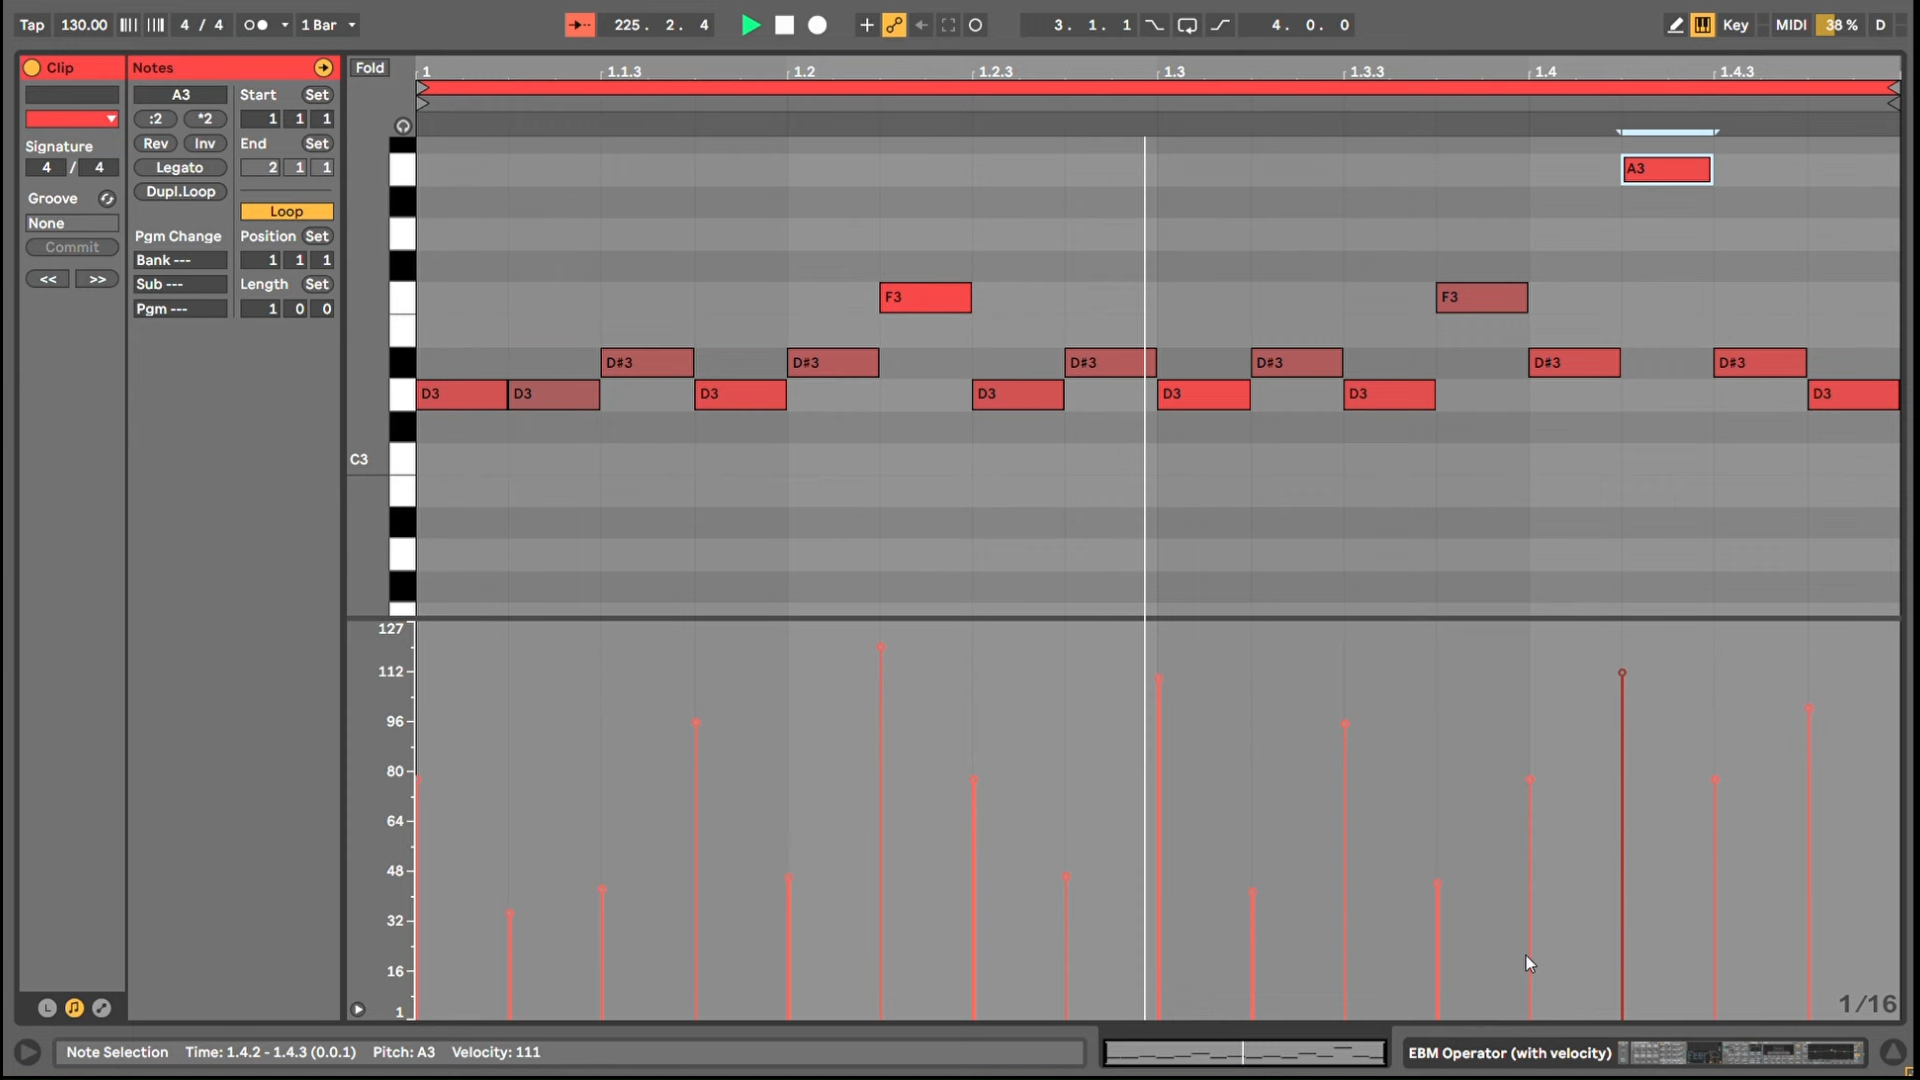 Tap 130.00 4 / 4 1 Bar 225. 2. 4 3. 1. 1 4. 0. 0 Key MIDI 38 % D
Clip Notes Fold 1 1.1.3 1.2 1.2.3 1.3 1.3.3 1.4 1.4.3
A3 Start Set
:2 *2 1 1 1
Signature Rev Inv End Set
4 / 4 Legato 2 1 1
Dupl.Loop
Groove
None Loop
Commit Pgm Change Position Set
Bank --- 1 1 1
<< >> Sub --- Length Set
Pgm --- 1 0 0
A3
F3 F3
D#3 D#3 D#3 D#3 D#3 D#3
D3 D3 D3 D3 D3 D3 D3
C3
127
112
96
80
64
48
32
16
1
1/16
L
Note Selection Time: 1.4.2 - 1.4.3 (0.0.1) Pitch: A3 Velocity: 111
EBM Operator (with velocity)